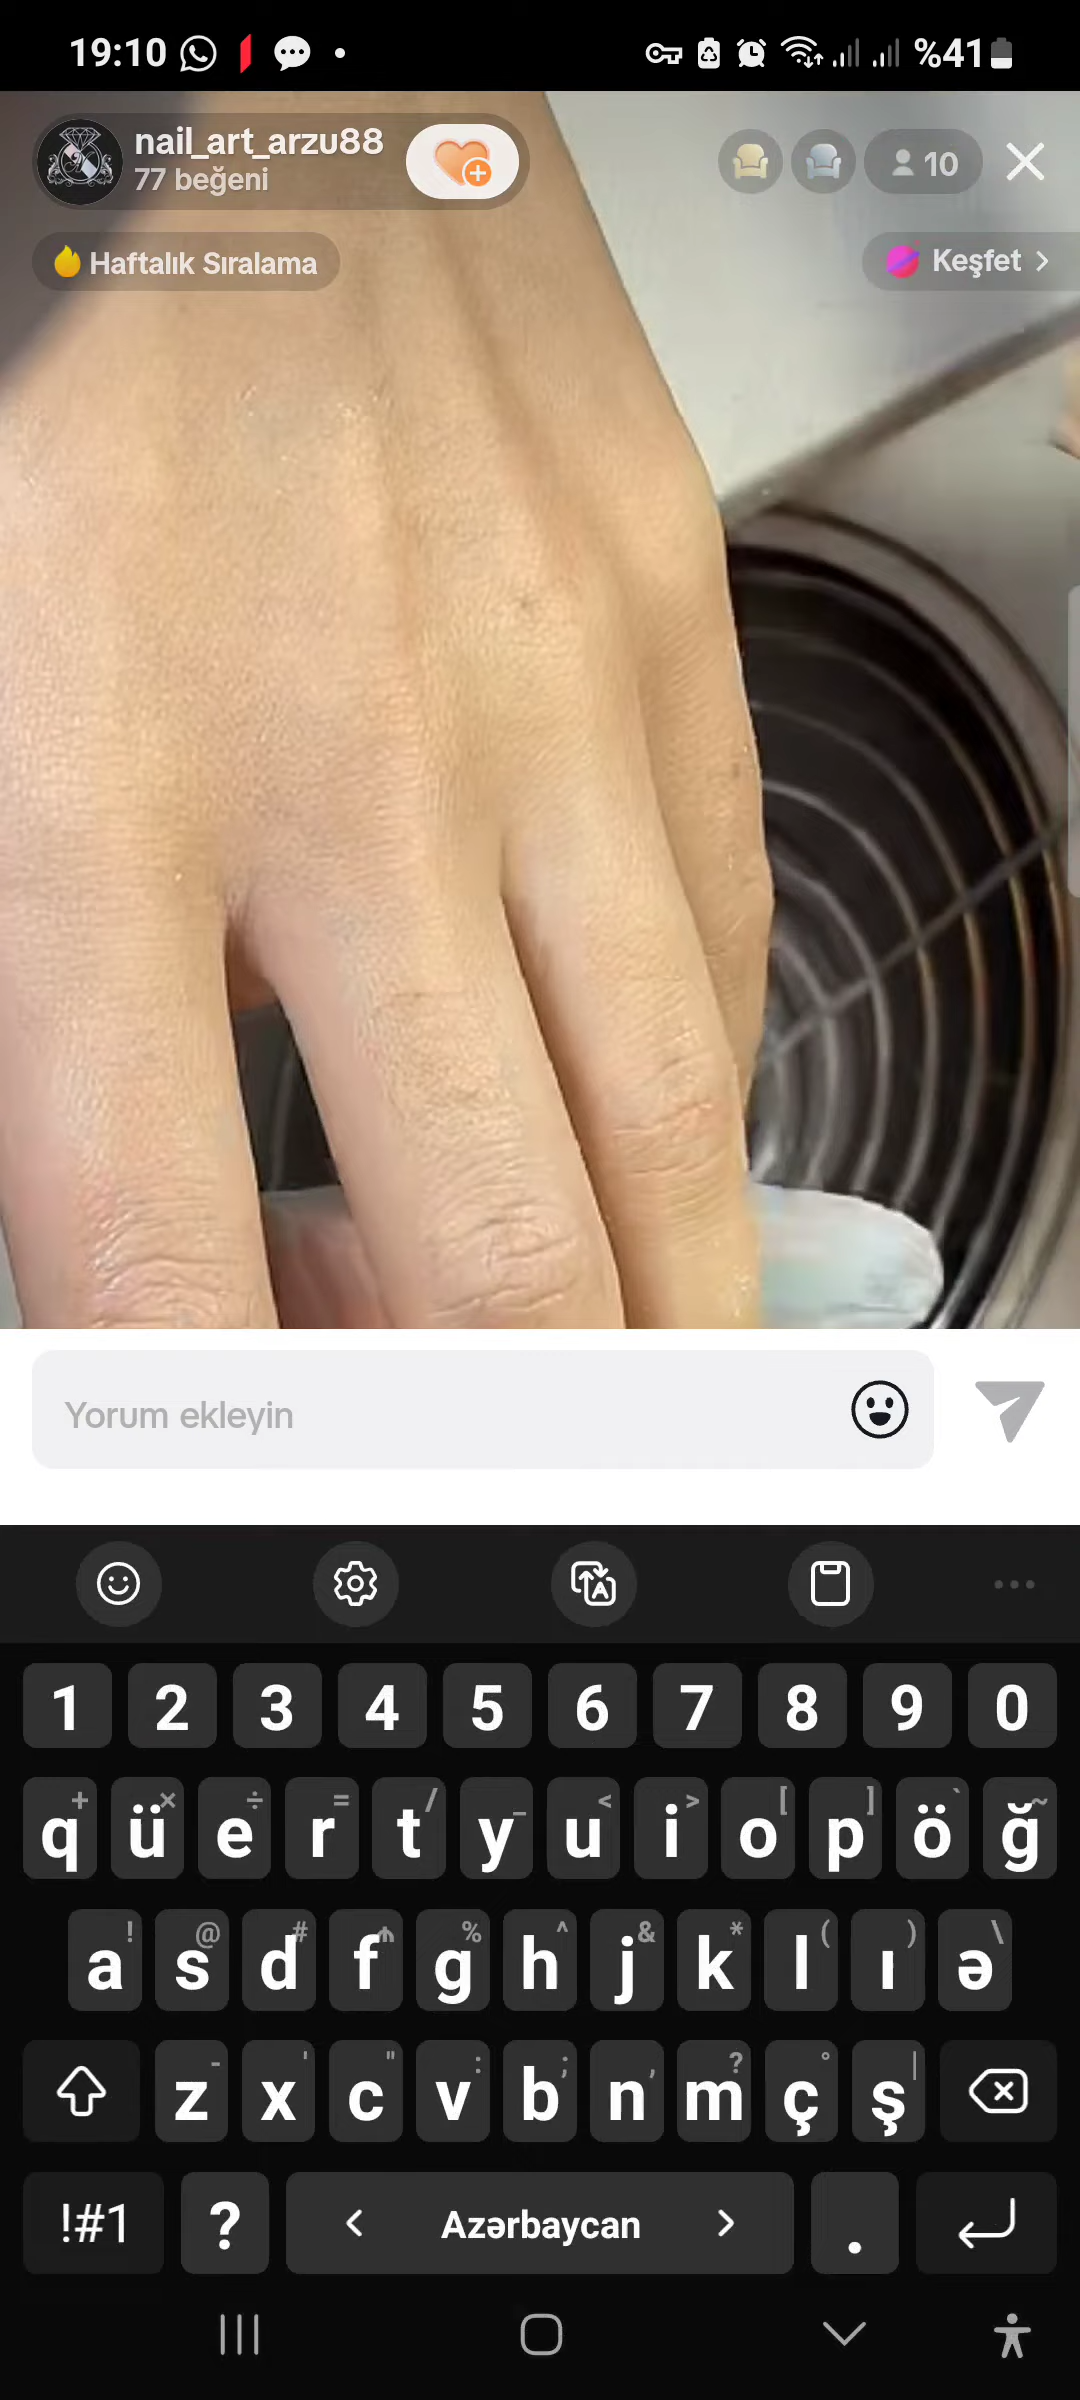 19:10 %41
nail_art_arzu88
77 beğeni
10
Haftalık Sıralama
Keşfet
Yorum ekleyin
1 2 3 4 5 6 7 8 9 0
+ × ÷ = / _ < > [ ] ` ~
q ü e r t y u i o p ö ğ
! @ # ₼ % ^ & * ( ) \
a s d f g h j k l ı ə
- ' " : ; , ? ° |
z x c v b n m ç ş
!#1 ? < Azərbaycan > .